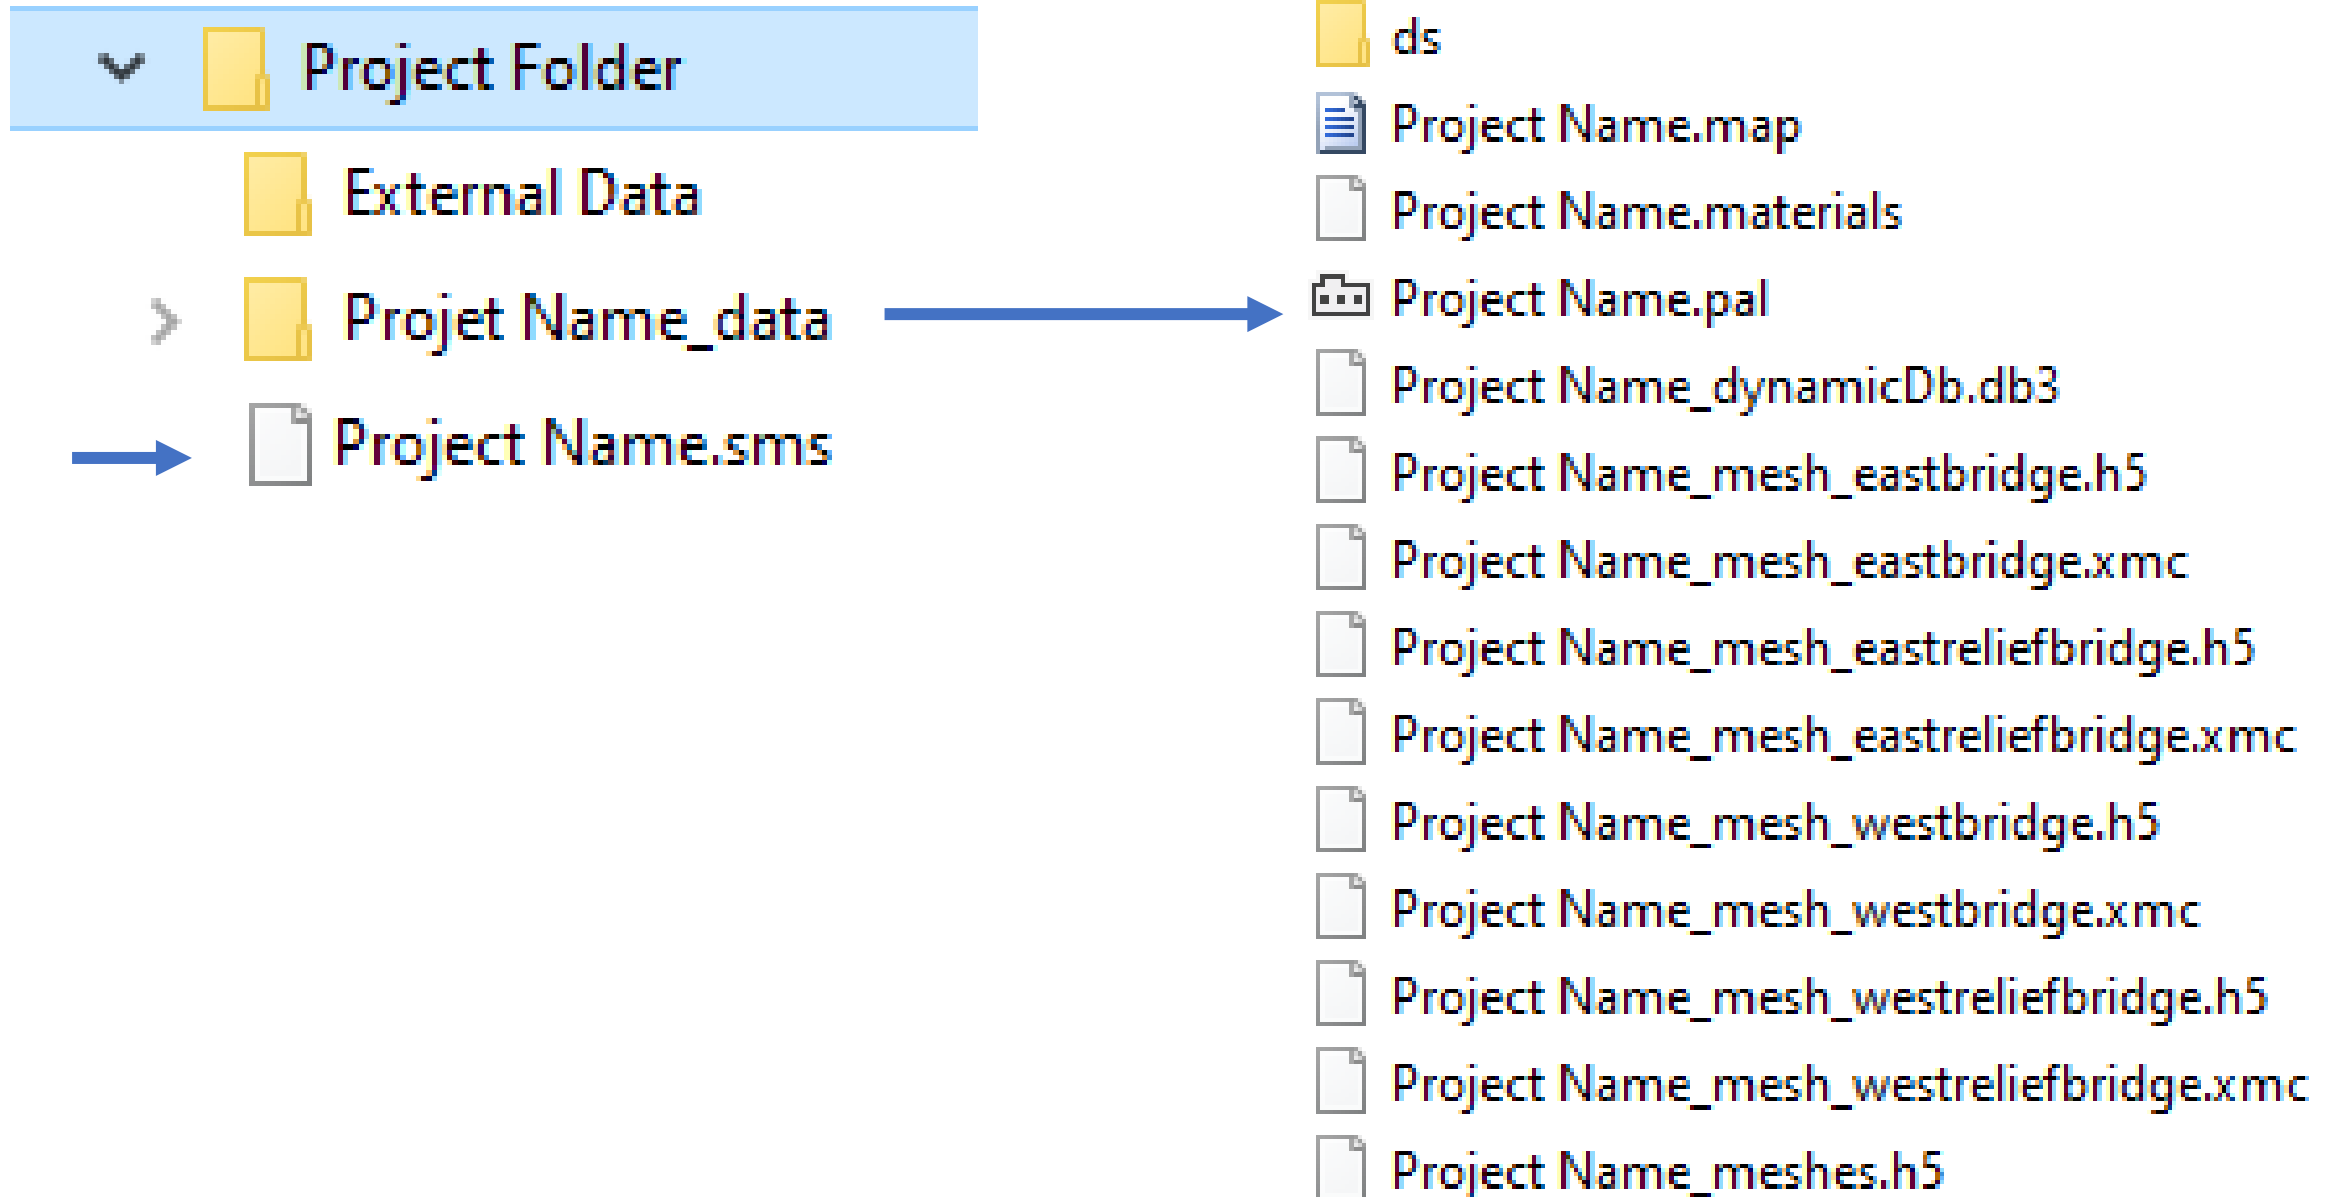 Project Folder
External Data
Projet Name_data
Project Name.sms
ds
Project Name.map
Project Name.materials
Project Name.pal
Project Name_dynamicDb.db3
Project Name_mesh_eastbridge.h5
Project Name_mesh_eastbridge.xmc
Project Name_mesh_eastreliefbridge.h5
Project Name_mesh_eastreliefbridge.xmc
Project Name_mesh_westbridge.h5
Project Name_mesh_westbridge.xmc
Project Name_mesh_westreliefbridge.h5
Project Name_mesh_westreliefbridge.xmc
Project Name_meshes.h5